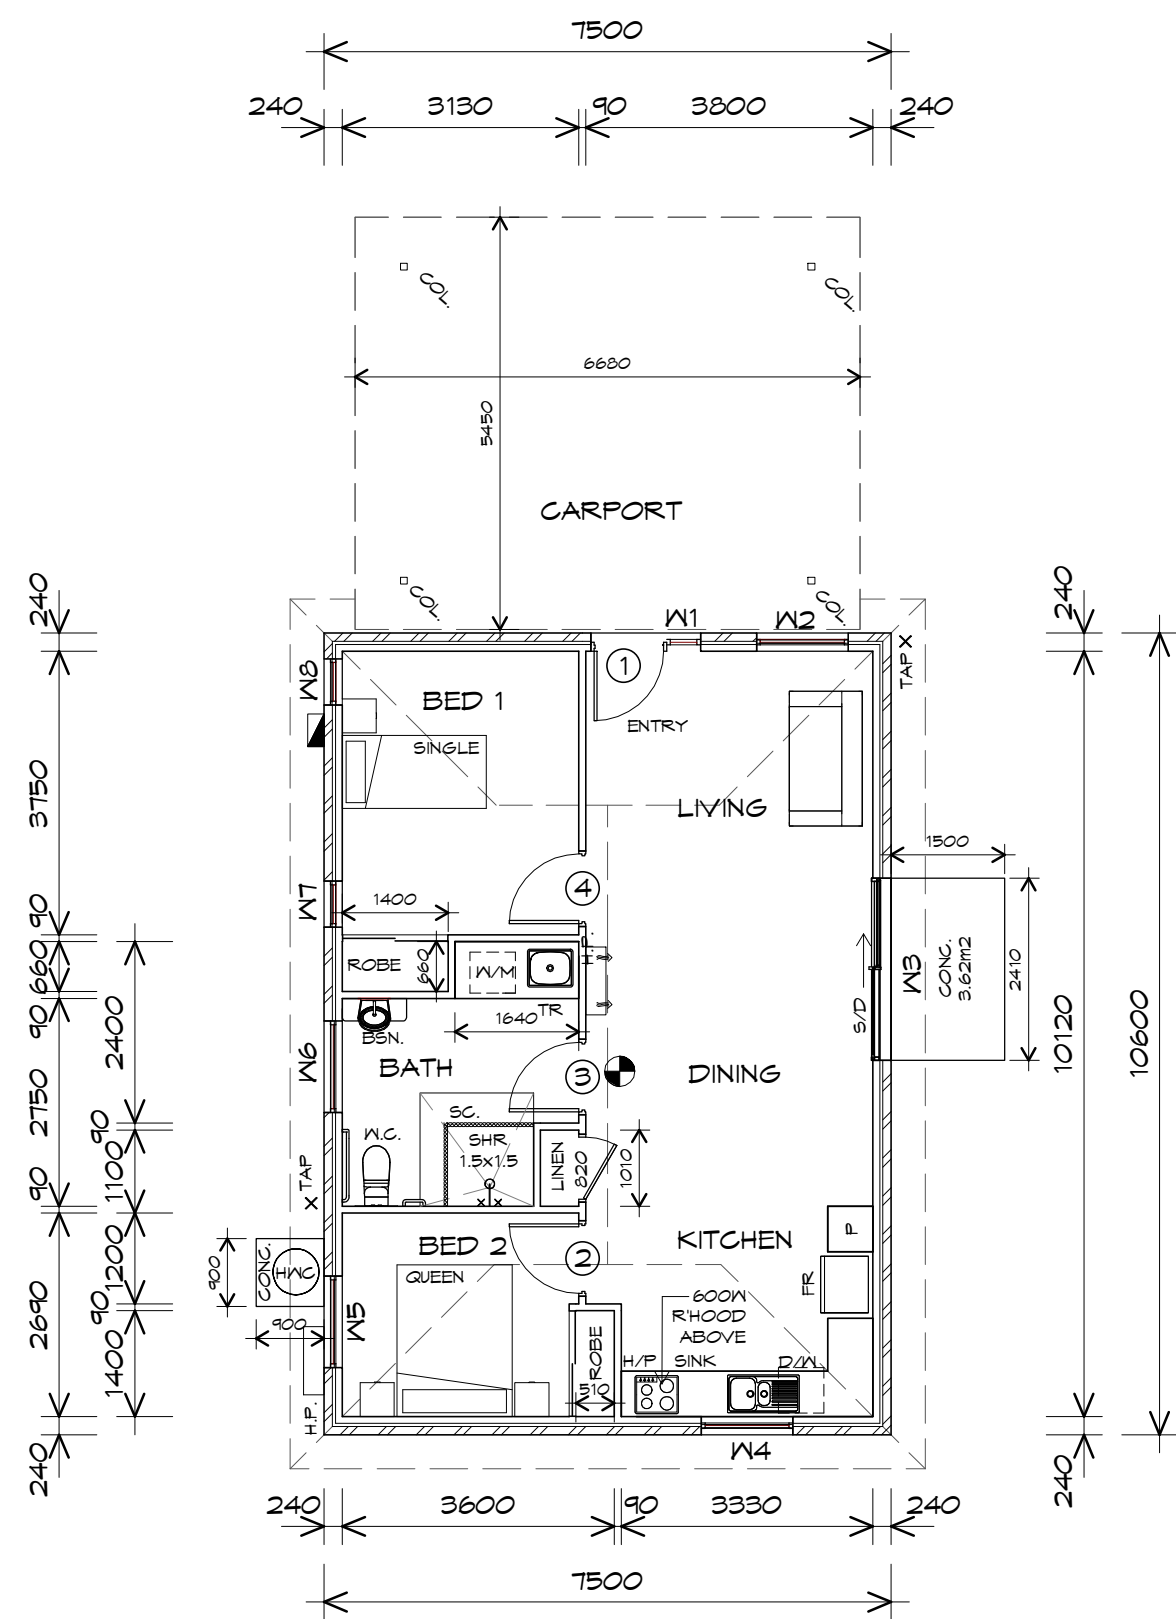 7500
240 3130 90 3800 240
COL.
COL.
6680
5450
CARPORT
COL.
COL.
240
240
W1
W2
TAP X
W8
1
BED 1
ENTRY
SINGLE
LIVING
3750
1500
W7
4
1400
90
ROBE
660
W/M
660
W3
CONC.
3.62m2
2410
S/D
1640
TR
BSN.
90
2400
W6
BATH
3
DINING
10120
10600
2750
SC.
W.C.
SHR
1.5x1.5
LINEN
820
1010
90
1100
X TAP
90
BED 2
2
KITCHEN
P
QUEEN
FR
900
CONC.
HWC
1200
600W
R'HOOD
ABOVE
90
900
W5
2690
ROBE
H/P SINK D/W
1400
510
H.P.
W4
240
240
240 3600 90 3330 240
7500